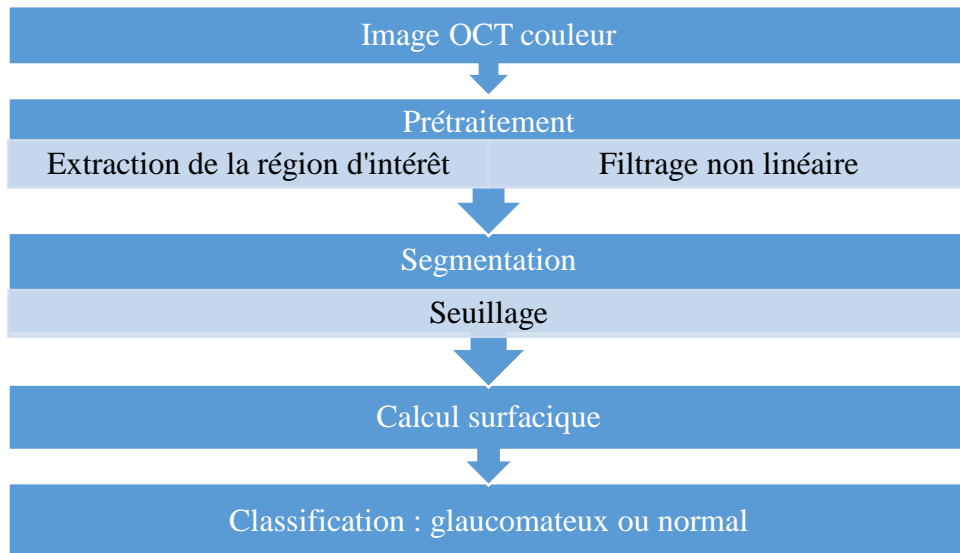 Image OCT couleur
Prétraitement
Extraction de la région d'intérêt
Filtrage non linéaire
Segmentation
Seuillage
Calcul surfacique
Classification : glaucomateux ou normal